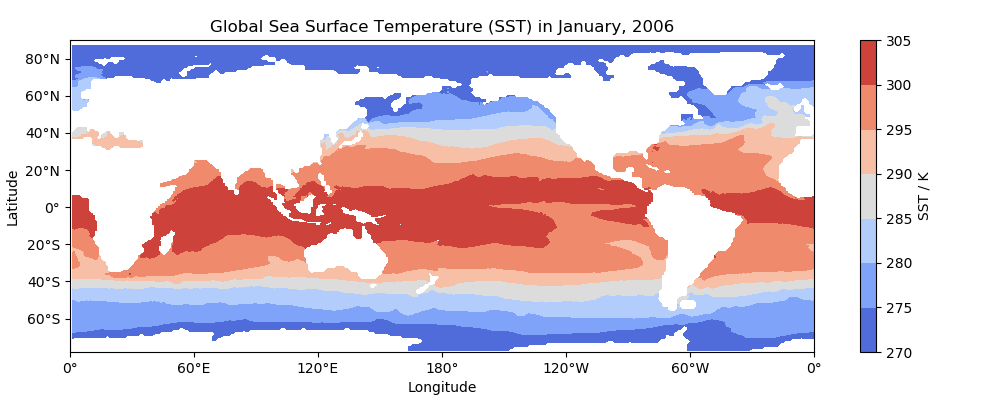 Global Sea Surface Temperature (SST) in January, 2006
80°N
60°N
40°N
20°N
0°
20°S
40°S
60°S
Latitude
0°
60°E
120°E
180°
120°W
60°W
0°
Longitude
305
300
295
290
285
280
275
270
SST / K